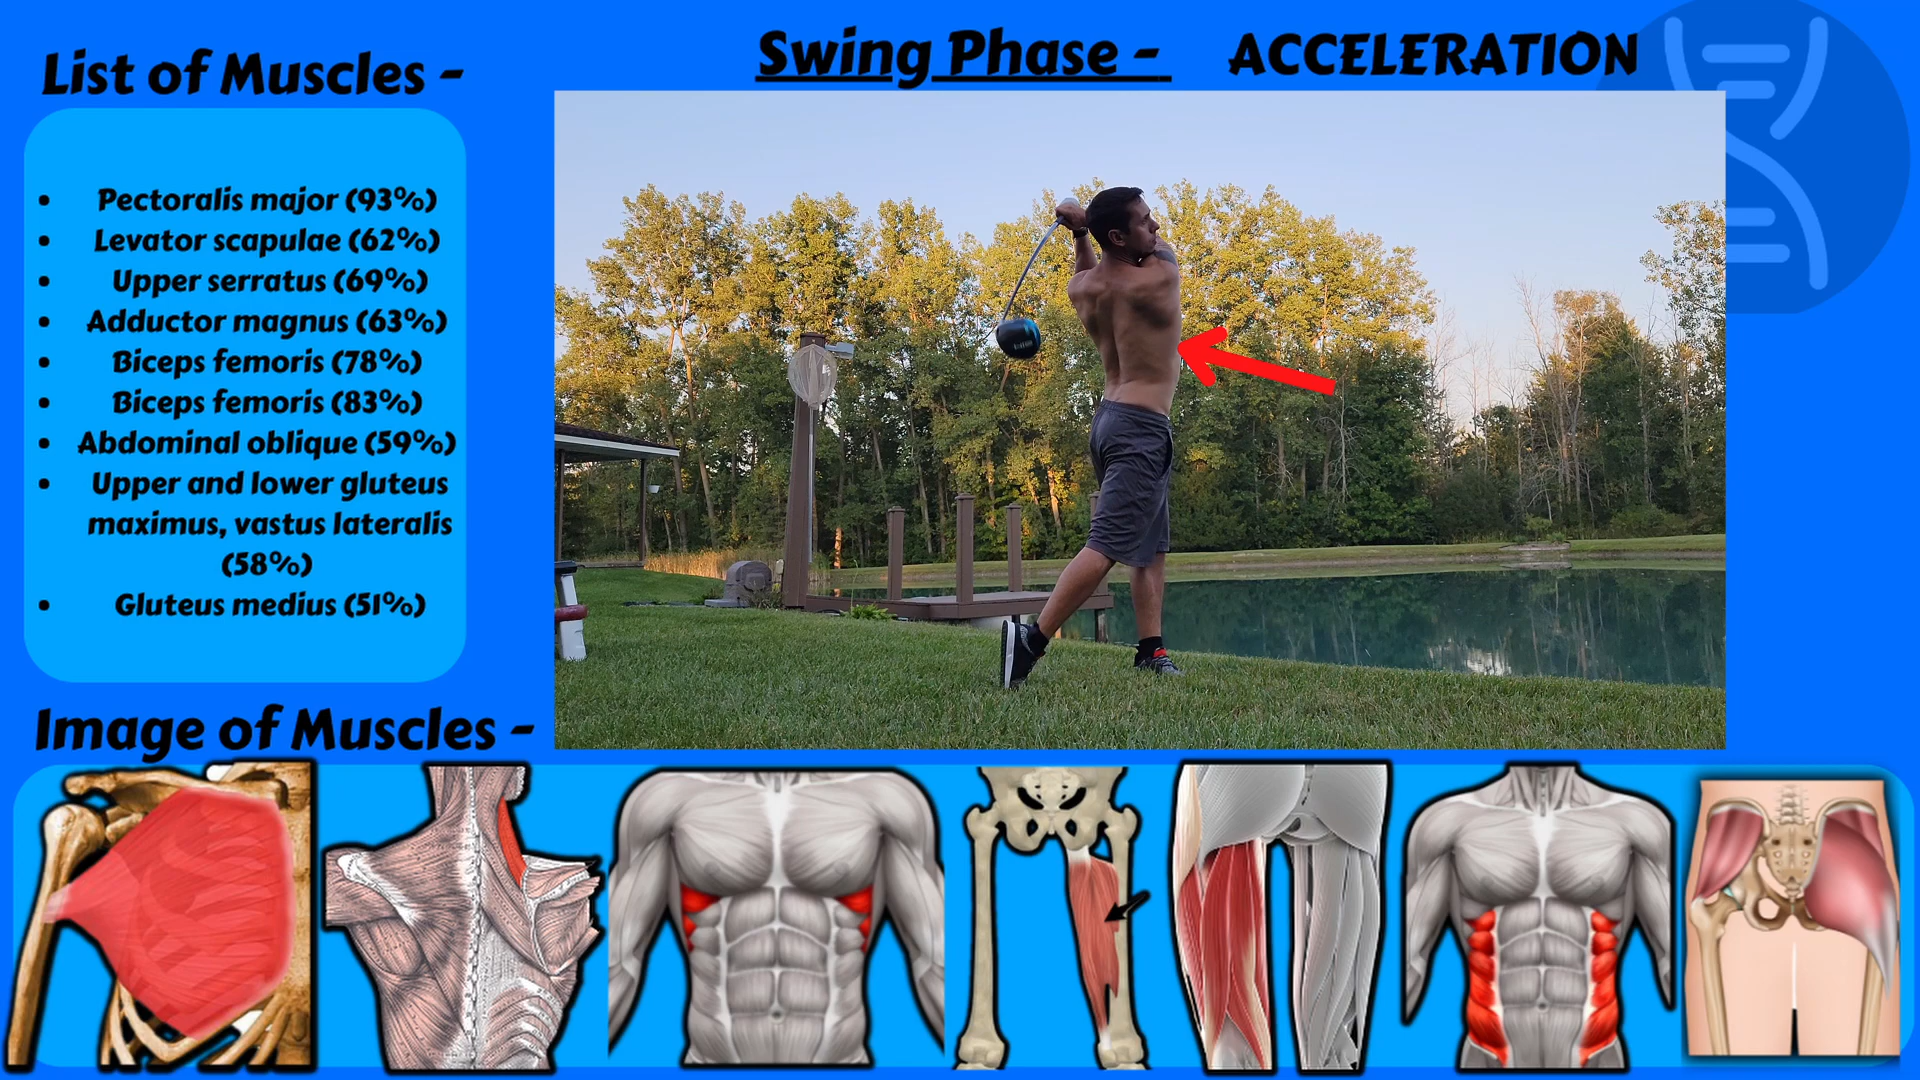 List of Muscles -
Swing Phase - ACCELERATION
• Pectoralis major (93%)
• Levator scapulae (62%)
• Upper serratus (69%)
• Adductor magnus (63%)
• Biceps femoris (78%)
• Biceps femoris (83%)
• Abdominal oblique (59%)
• Upper and lower gluteus
maximus, vastus lateralis
(58%)
• Gluteus medius (51%)
Image of Muscles -